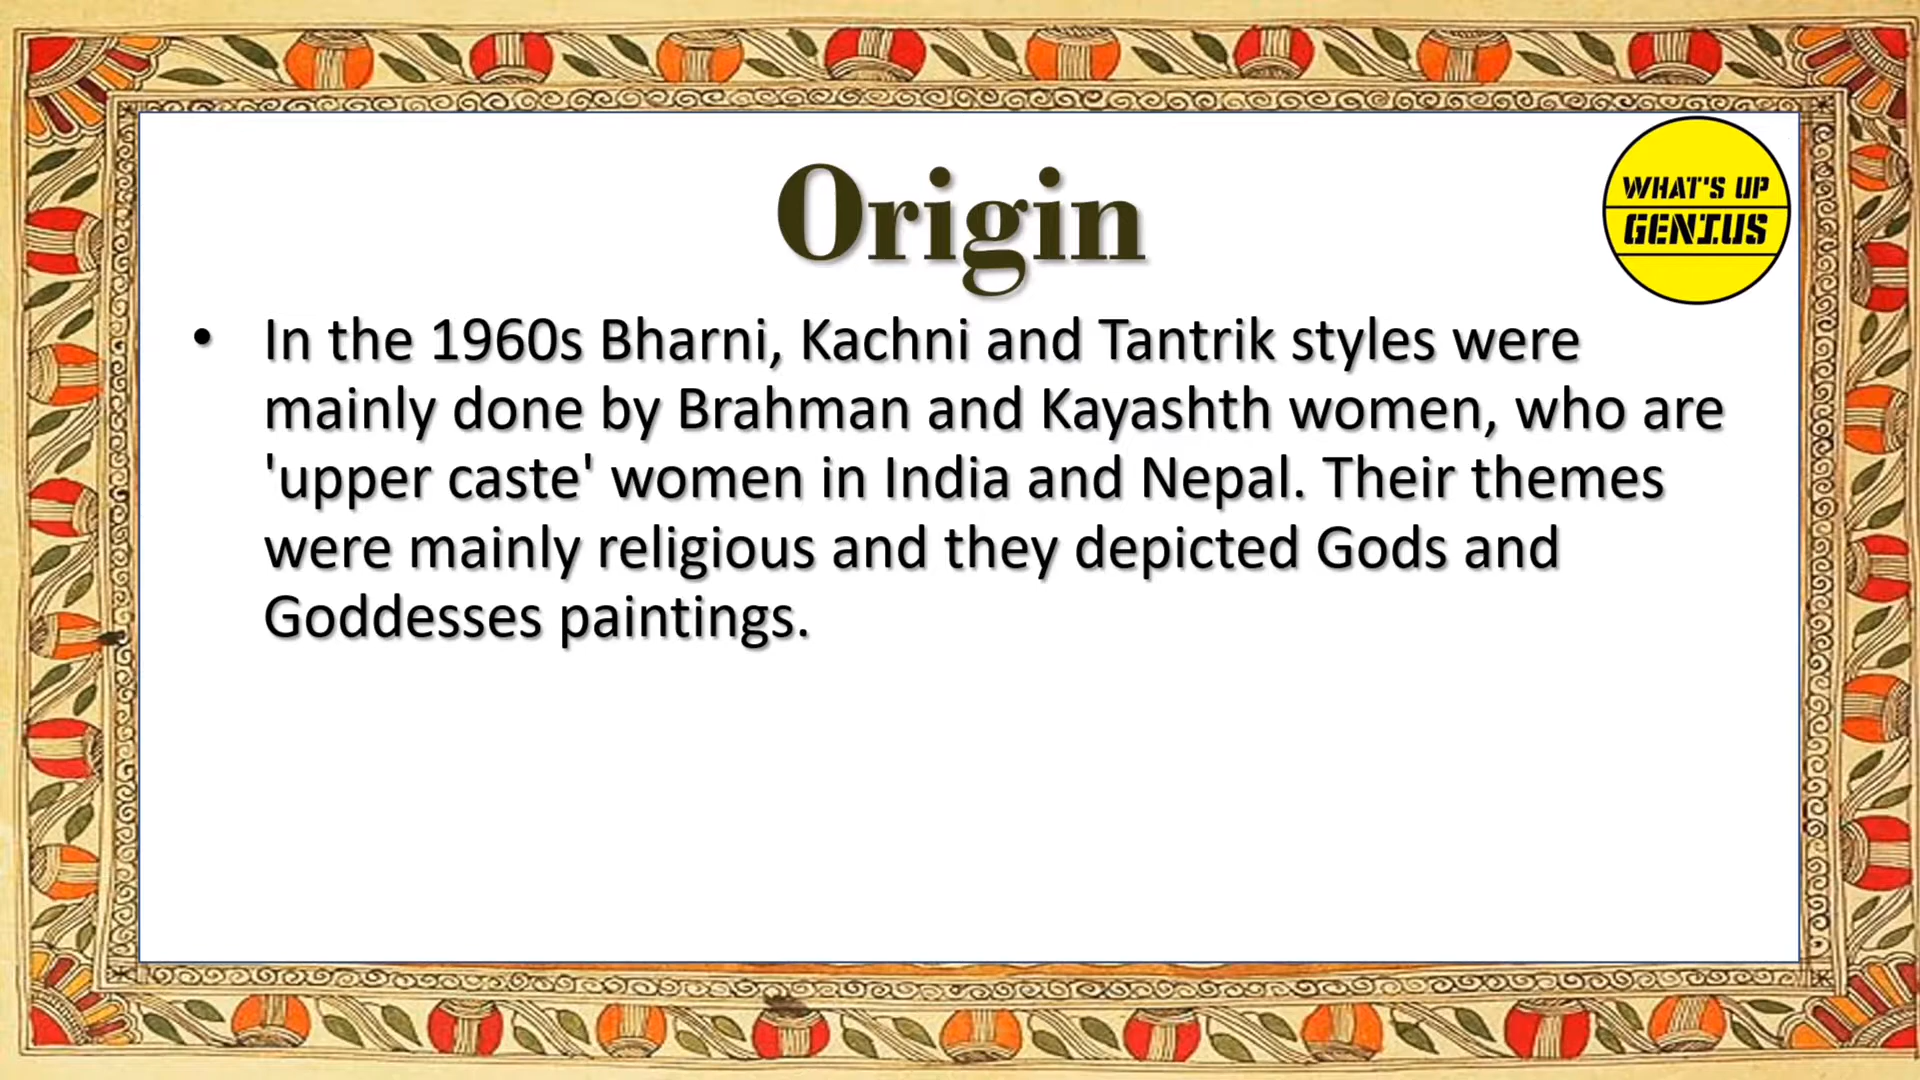 Origin
WHAT'S UP
GENIUS
• In the 1960s Bharni, Kachni and Tantrik styles were
mainly done by Brahman and Kayashth women, who are
'upper caste' women in India and Nepal. Their themes
were mainly religious and they depicted Gods and
Goddesses paintings.